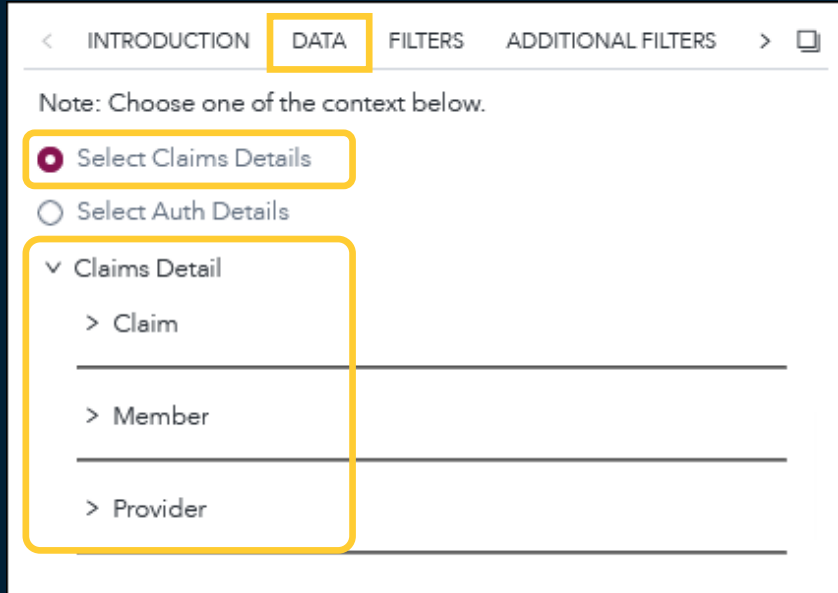 INTRODUCTION DATA FILTERS ADDITIONAL FILTERS
Note: Choose one of the context below.
Select Claims Details
Select Auth Details
Claims Detail
Claim
Member
Provider